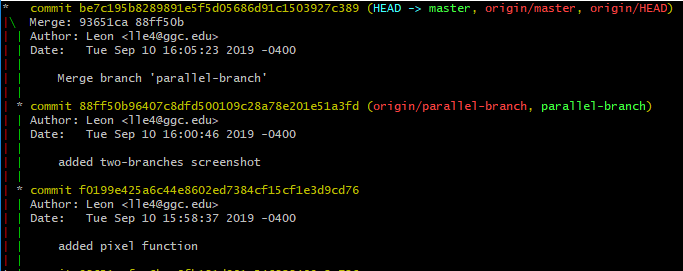 *   commit be7c195b8289891e5f5d05686d91c1503927c389 (HEAD -> master, origin/master, origin/HEAD)
|\  Merge: 93651ca 88ff50b
| | Author: Leon <lle4@ggc.edu>
| | Date:   Tue Sep 10 16:05:23 2019 -0400
| |
| |     Merge branch 'parallel-branch'
| |
| * commit 88ff50b96407c8dfd500109c28a78e201e51a3fd (origin/parallel-branch, parallel-branch)
| | Author: Leon <lle4@ggc.edu>
| | Date:   Tue Sep 10 16:00:46 2019 -0400
| |
| |     added two-branches screenshot
| |
| * commit f0199e425a6c44e8602ed7384cf15cf1e3d9cd76
| | Author: Leon <lle4@ggc.edu>
| | Date:   Tue Sep 10 15:58:37 2019 -0400
| |
| |     added pixel function
| |